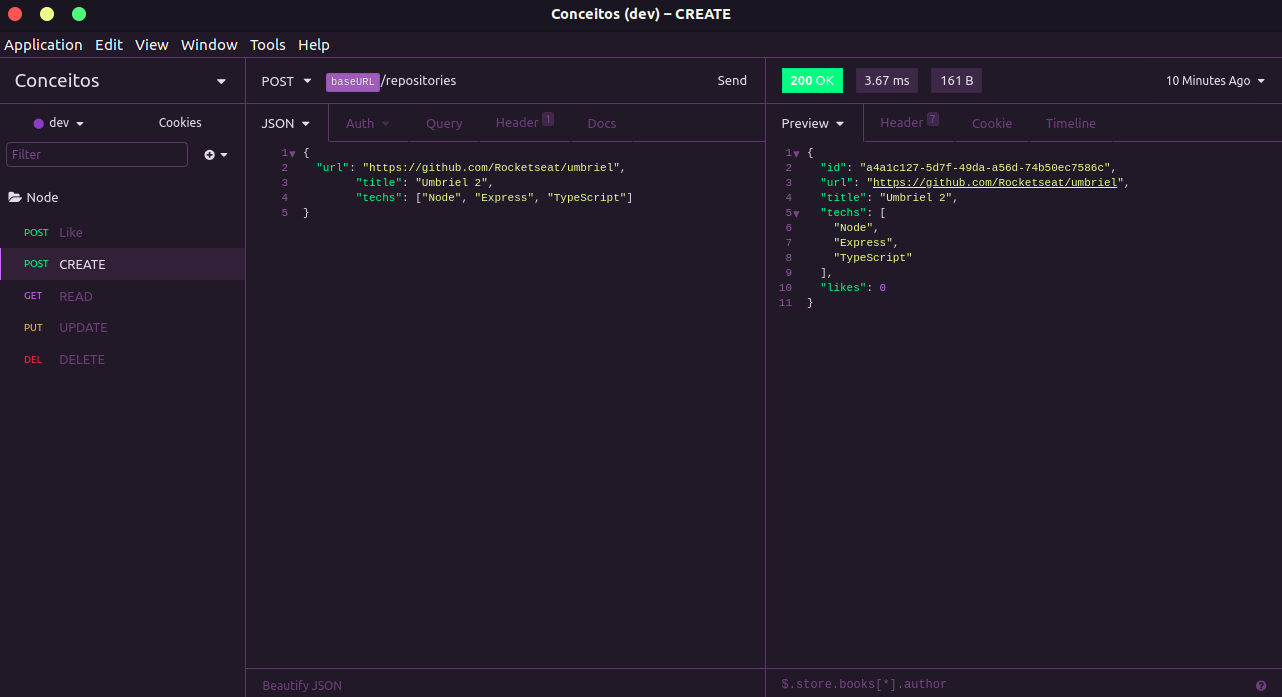 Conceitos (dev) – CREATE
Application Edit View Window Tools Help
Conceitos
dev Cookies
Filter
Node
POST Like
POST CREATE
GET READ
PUT UPDATE
DEL DELETE
POST baseURL/repositories Send
JSON Auth Query Header 1 Docs
1 {
2 "url": "https://github.com/Rocketseat/umbriel",
3 "title": "Umbriel 2",
4 "techs": ["Node", "Express", "TypeScript"]
5 }
Beautify JSON
200 OK 3.67 ms 161 B 10 Minutes Ago
Preview Header 7 Cookie Timeline
1 {
2 "id": "a4a1c127-5d7f-49da-a56d-74b50ec7586c",
3 "url": "https://github.com/Rocketseat/umbriel",
4 "title": "Umbriel 2",
5 "techs": [
6 "Node",
7 "Express",
8 "TypeScript"
9 ],
10 "likes": 0
11 }
$.store.books[*].author